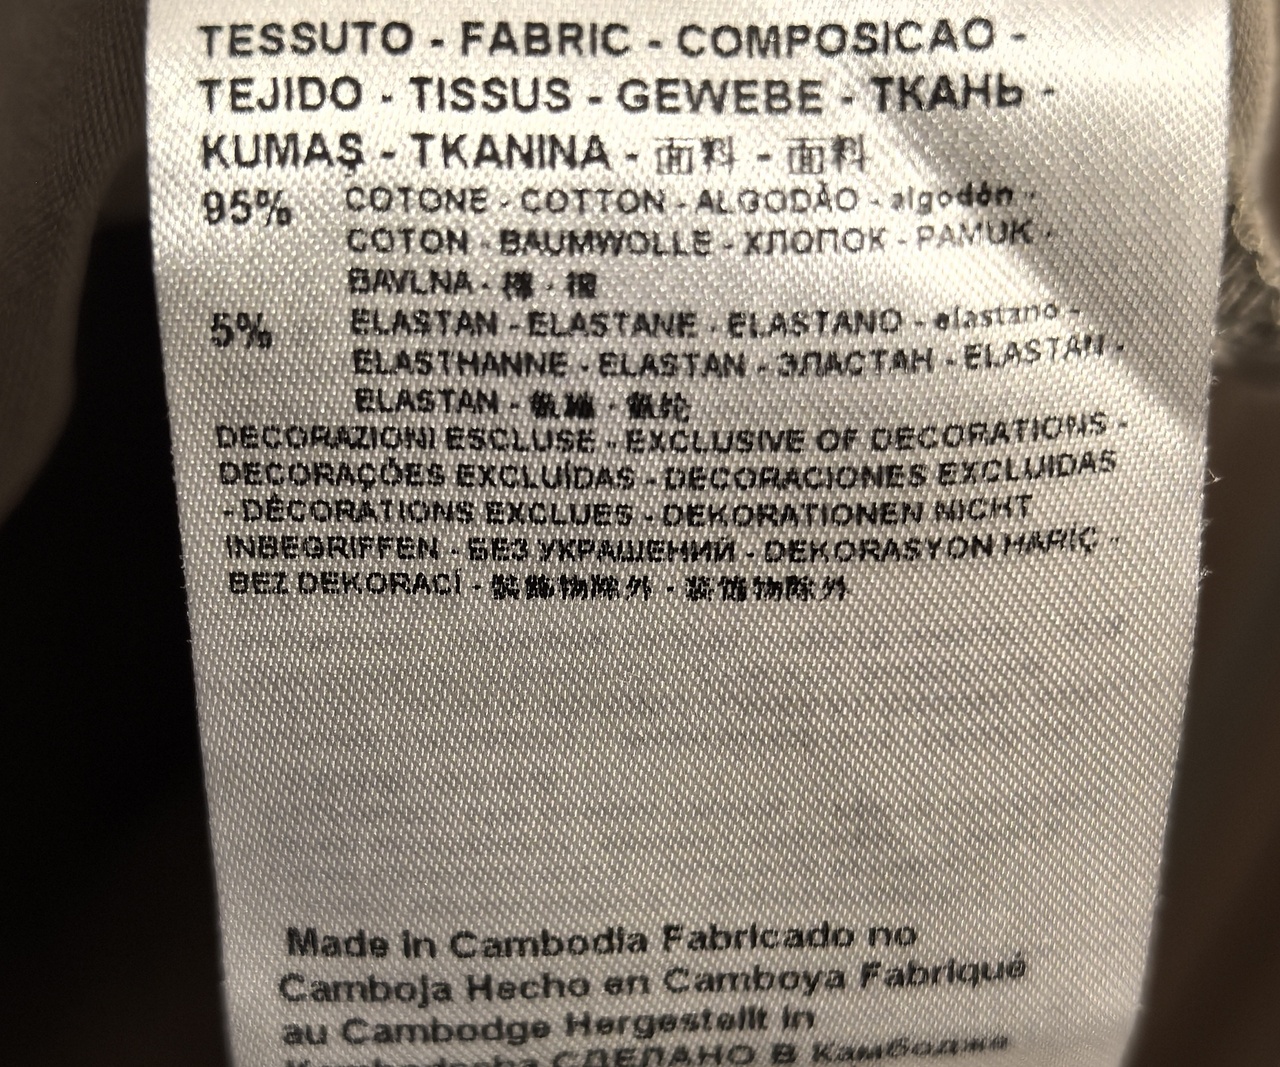 TESSUTO - FABRIC - COMPOSICAO -
TEJIDO - TISSUS - GEWEBE - ТКАНЬ -
KUMAŞ - TKANINA - 面料 - 面料
95% COTONE - COTTON - ALGODÃO - algodón -
COTON - BAUMWOLLE - ХЛОПОК - PAMUK -
BAVLNA - 棉 - 棉
5% ELASTAN - ELASTANE - ELASTANO - elastano -
ELASTHANNE - ELASTAN - ЭЛАСТАН - ELASTAN -
ELASTAN -
DECORAZIONI ESCLUSE - EXCLUSIVE OF DECORATIONS -
DECORAÇÕES EXCLUÍDAS - DECORACIONES EXCLUIDAS
- DÉCORATIONS EXCLUES - DEKORATIONEN NICHT
INBEGRIFFEN - БЕЗ УКРАШЕНИЙ - DEKORASYON HARİÇ -
BEZ DEKORACÍ - 裝飾物除外 - 装饰物除外
Made in Cambodia Fabricado no
Camboja Hecho en Camboya Fabriqué
au Cambodge Hergestellt in
Kambodscha СДЕЛАНО В Камбоджа